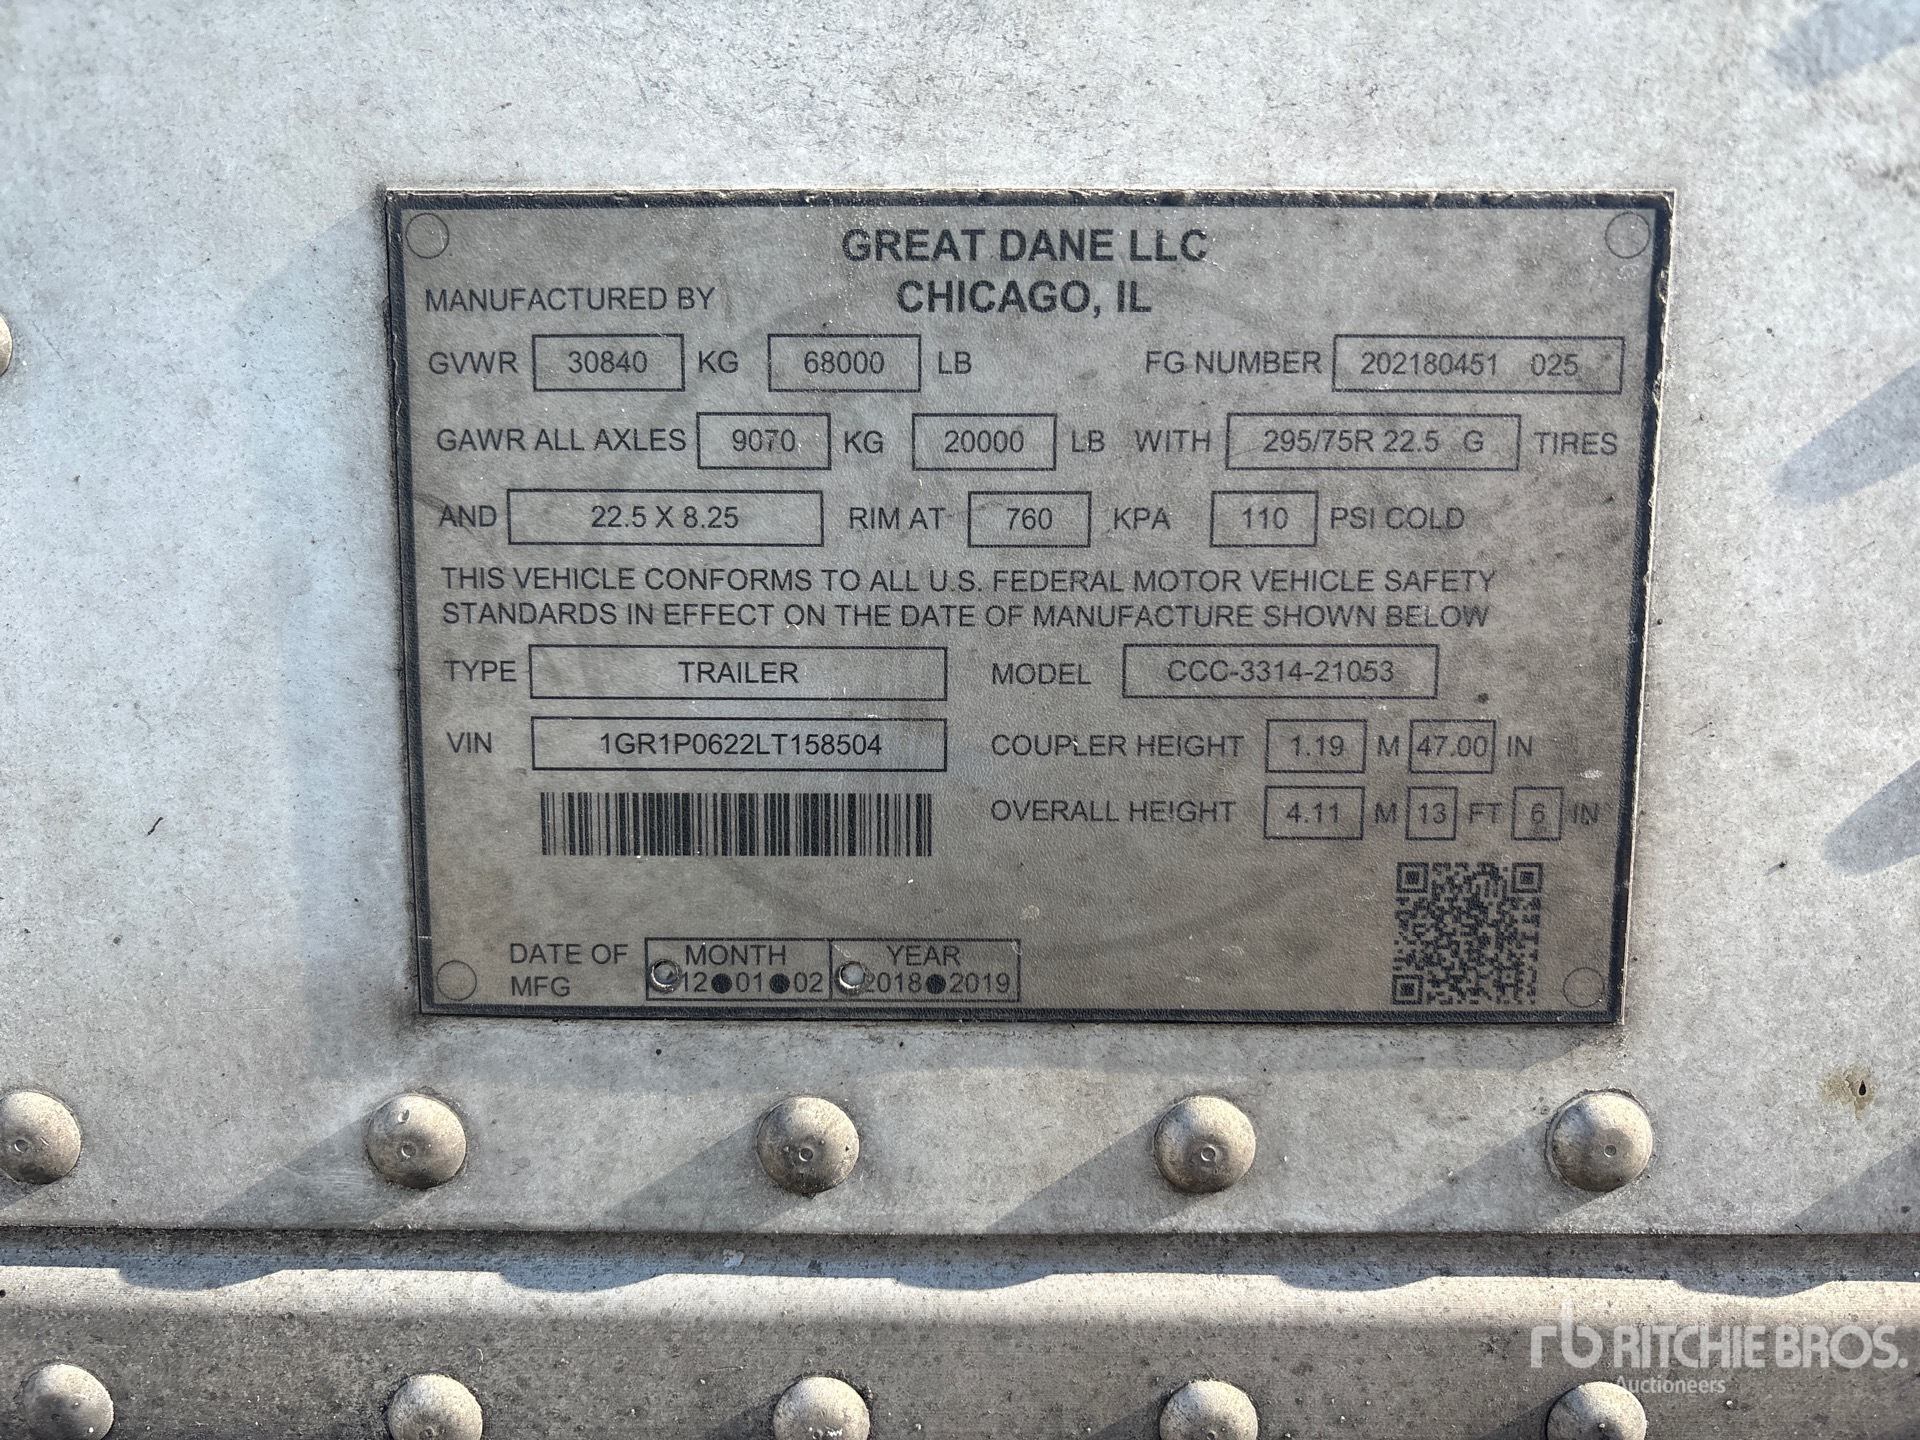 GREAT DANE LLC
MANUFACTURED BY CHICAGO, IL
GVWR 30840 KG 68000 LB FG NUMBER 202180451 025
GAWR ALL AXLES 9070 KG 20000 LB WITH 295/75R 22.5 G TIRES
AND 22.5 X 8.25 RIM AT 760 KPA 110 PSI COLD
THIS VEHICLE CONFORMS TO ALL U.S. FEDERAL MOTOR VEHICLE SAFETY
STANDARDS IN EFFECT ON THE DATE OF MANUFACTURE SHOWN BELOW
TYPE TRAILER MODEL CCC-3314-21053
VIN 1GR1P0622LT158504 COUPLER HEIGHT 1.19 M 47.00 IN
OVERALL HEIGHT 4.11 M 13 FT 6 IN
DATE OF MONTH YEAR
MFG 12●01●02 2018●2019
rb RITCHIE BROS.
Auctioneers